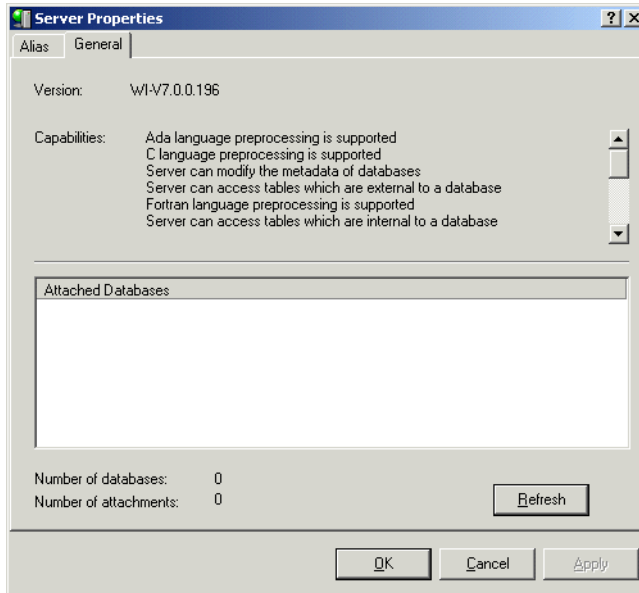 Server Properties
Alias General
Version: WI-V7.0.0.196
Capabilities: Ada language preprocessing is supported
C language preprocessing is supported
Server can modify the metadata of databases
Server can access tables which are external to a database
Fortran language preprocessing is supported
Server can access tables which are internal to a database
Attached Databases
Number of databases: 0
Number of attachments: 0
Refresh
OK Cancel Apply